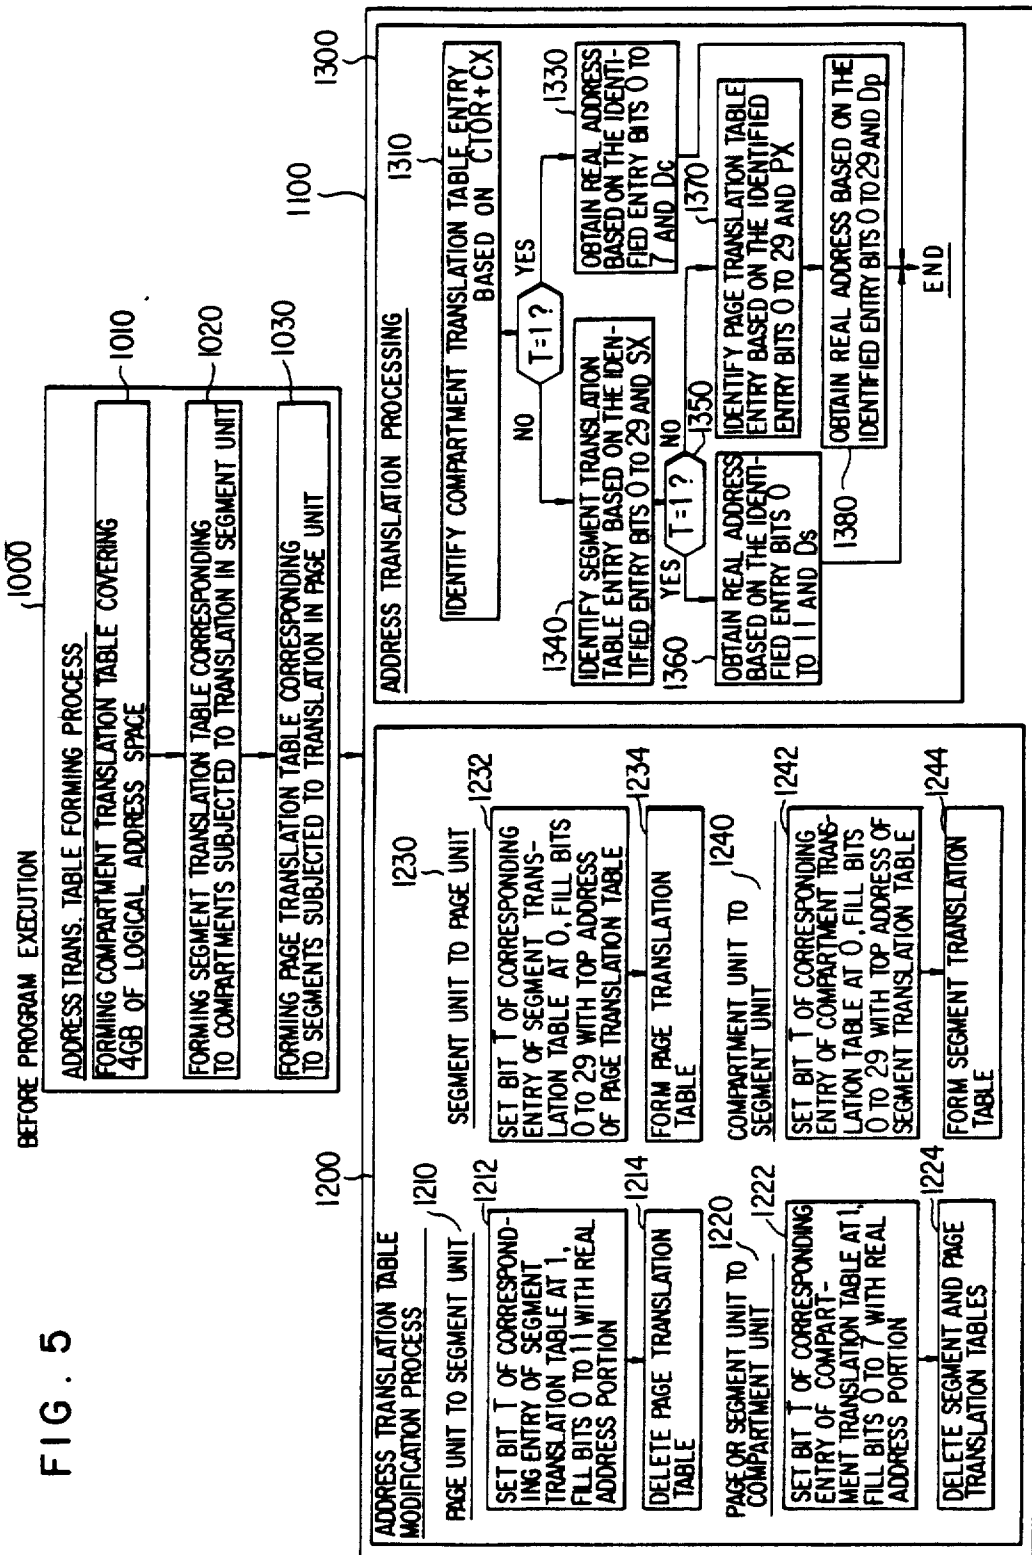 FIG. 5
BEFORE PROGRAM EXECUTION
1000
ADDRESS TRANS. TABLE FORMING PROCESS
FORMING COMPARTMENT TRANSLATION TABLE COVERING
4GB OF LOGICAL ADDRESS SPACE
1010
FORMING SEGMENT TRANSLATION TABLE CORRESPONDING
TO COMPARTMENTS SUBJECTED TO TRANSLATION IN SEGMENT UNIT
1020
FORMING PAGE TRANSLATION TABLE CORRESPONDING
TO SEGMENTS SUBJECTED TO TRANSLATION IN PAGE UNIT
1030
1100
1200
ADDRESS TRANSLATION TABLE
MODIFICATION PROCESS
PAGE UNIT TO SEGMENT UNIT
1210
1212
SET BIT T OF CORRESPOND-
ING ENTRY OF SEGMENT
TRANSLATION TABLE AT 1,
FILL BITS 0 TO 11 WITH REAL
ADDRESS PORTION
1214
DELETE PAGE TRANSLATION
TABLE
PAGE OR SEGMENT UNIT TO
COMPARTMENT UNIT
1220
1222
SET BIT T OF CORRESPONDING
ENTRY OF COMPART-
MENT TRANSLATION TABLE AT 1,
FILL BITS 0 TO 7 WITH REAL
ADDRESS PORTION
1224
DELETE SEGMENT AND PAGE
TRANSLATION TABLES
SEGMENT UNIT TO PAGE UNIT
1230
1232
SET BIT T OF CORRESPONDING
ENTRY OF SEGMENT TRANS-
LATION TABLE AT 0, FILL BITS
0 TO 29 WITH TOP ADDRESS
OF PAGE TRANSLATION TABLE
1234
FORM PAGE TRANSLATION
TABLE
COMPARTMENT UNIT TO
SEGMENT UNIT
1240
1242
SET BIT T OF CORRESPONDING
ENTRY OF COMPARTMENT TRANS-
LATION TABLE AT 0, FILL BITS
0 TO 29 WITH TOP ADDRESS OF
SEGMENT TRANSLATION TABLE
1244
FORM SEGMENT TRANSLATION
TABLE
1300
ADDRESS TRANSLATION PROCESSING
1310
IDENTIFY COMPARTMENT TRANSLATION TABLE ENTRY
BASED ON CTOR+CX
T=1?
YES
NO
1330
OBTAIN REAL ADDRESS
BASED ON THE IDENTI-
FIED ENTRY BITS 0 TO
7 AND Dc
1340
IDENTIFY SEGMENT TRANSLATION
TABLE ENTRY BASED ON THE IDEN-
TIFIED ENTRY BITS 0 TO 29 AND SX
T=1?
1350
YES
NO
1360
OBTAIN REAL ADDRESS
BASED ON THE IDENTI-
FIED ENTRY BITS 0
TO 11 AND Ds
1370
IDENTIFY PAGE TRANSLATION TABLE
ENTRY BASED ON THE IDENTIFIED
ENTRY BITS 0 TO 29 AND PX
1380
OBTAIN REAL ADDRESS BASED ON THE
IDENTIFIED ENTRY BITS 0 TO 29 AND Dp
END